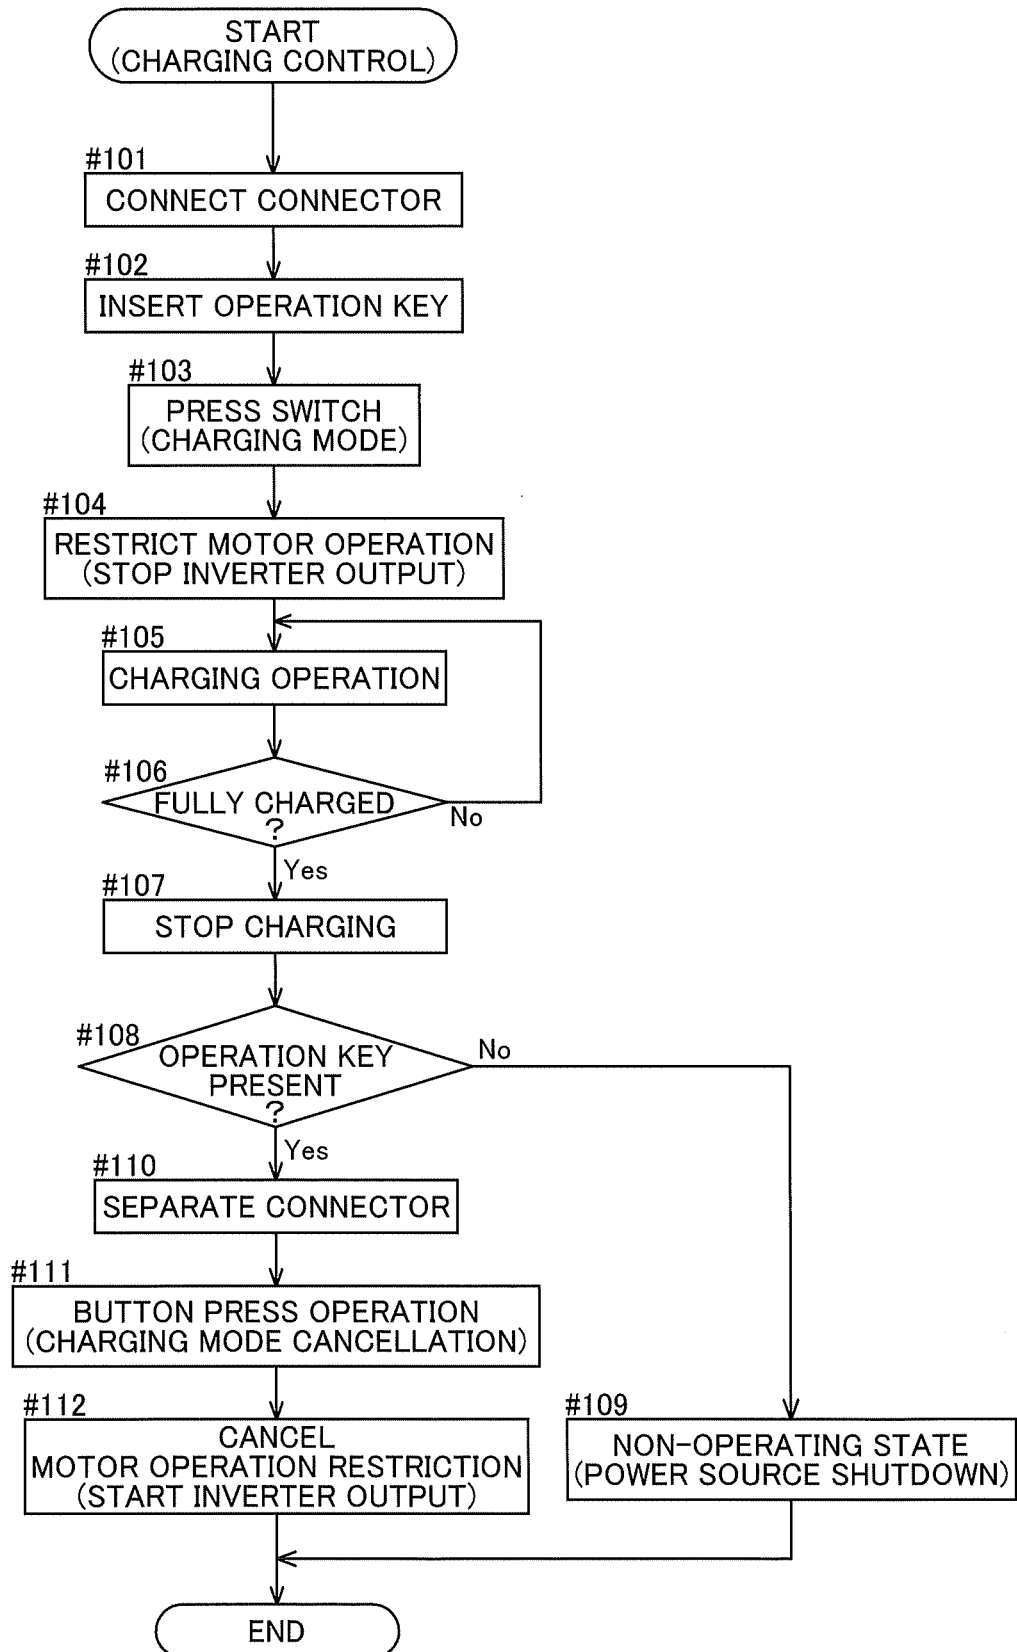 START
(CHARGING CONTROL)
#101
CONNECT CONNECTOR
#102
INSERT OPERATION KEY
#103
PRESS SWITCH
(CHARGING MODE)
#104
RESTRICT MOTOR OPERATION
(STOP INVERTER OUTPUT)
#105
CHARGING OPERATION
#106
FULLY CHARGED
?
No
Yes
#107
STOP CHARGING
#108
OPERATION KEY
PRESENT
?
No
Yes
#110
SEPARATE CONNECTOR
#111
BUTTON PRESS OPERATION
(CHARGING MODE CANCELLATION)
#112
CANCEL
MOTOR OPERATION RESTRICTION
(START INVERTER OUTPUT)
#109
NON-OPERATING STATE
(POWER SOURCE SHUTDOWN)
END